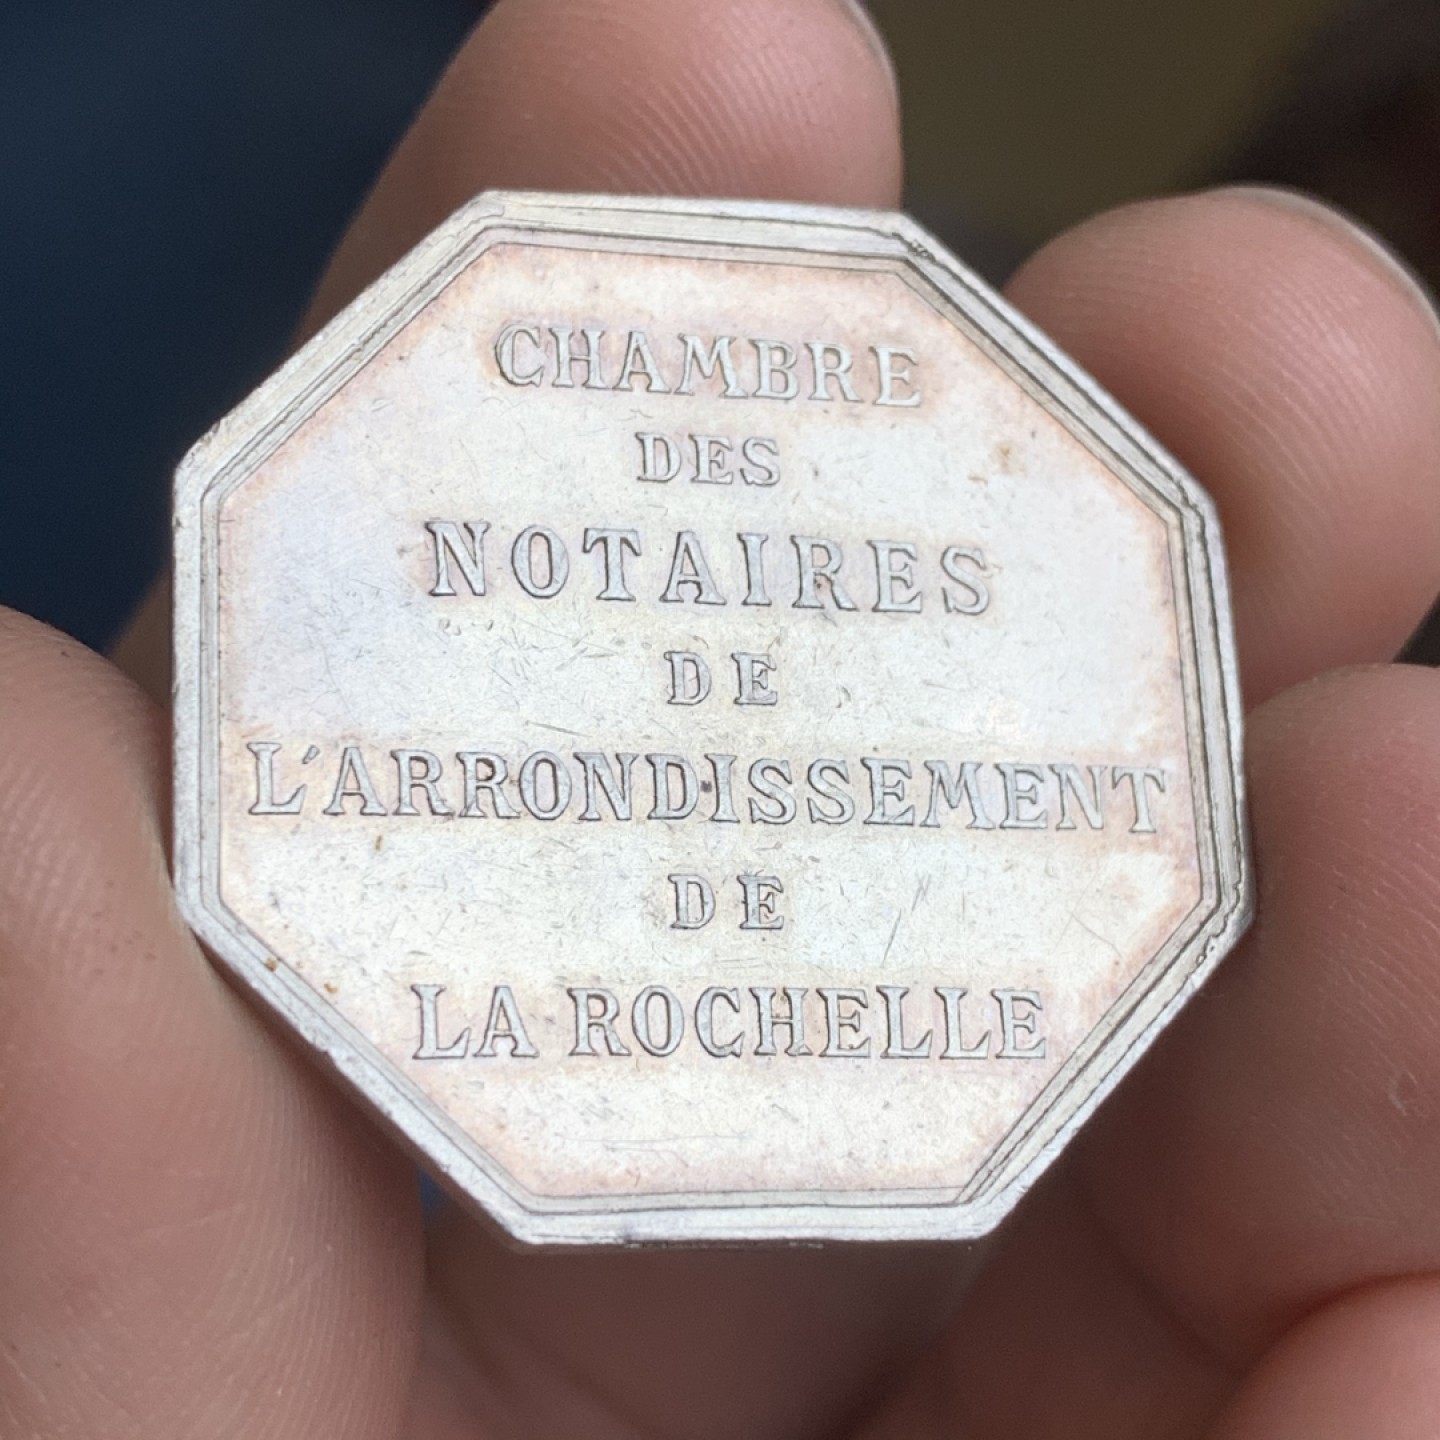 CHAMBRE
DES
NOTAIRES
DE
L'ARRONDISSEMENT
DE
LA ROCHELLE